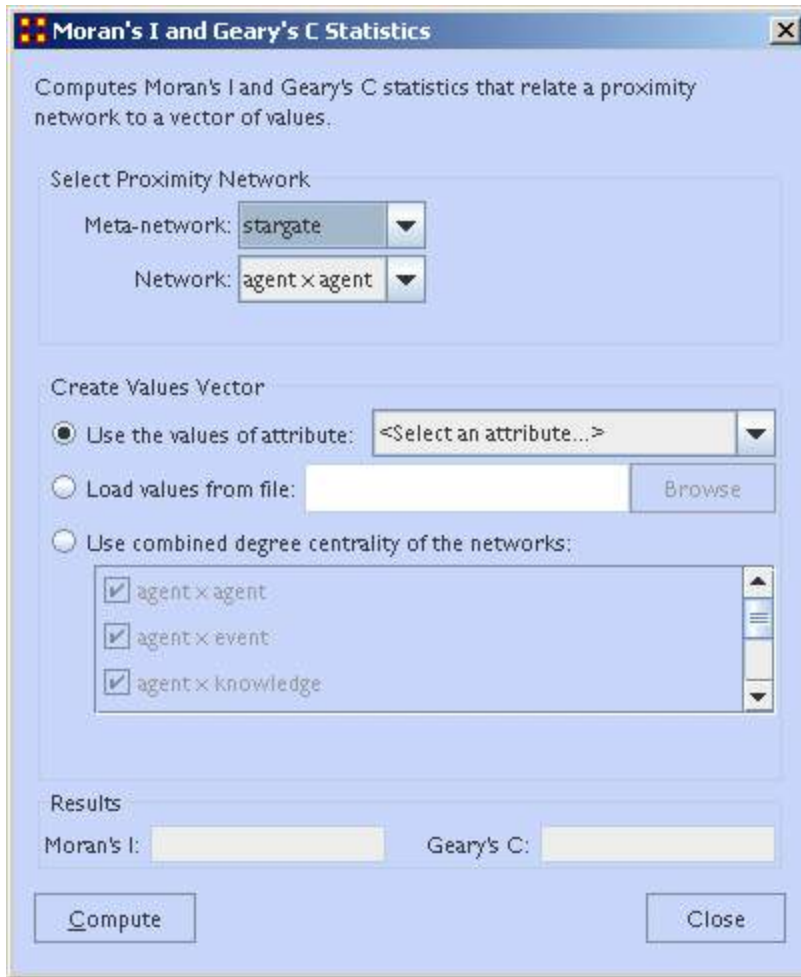 Moran's I and Geary's C Statistics
Computes Moran's I and Geary's C statistics that relate a proximity
network to a vector of values.
Select Proximity Network
Meta-network: stargate
Network: agent × agent
Create Values Vector
Use the values of attribute: <Select an attribute...>
Load values from file: Browse
Use combined degree centrality of the networks:
agent × agent
agent × event
agent × knowledge
Results
Moran's I: Geary's C:
Compute Close